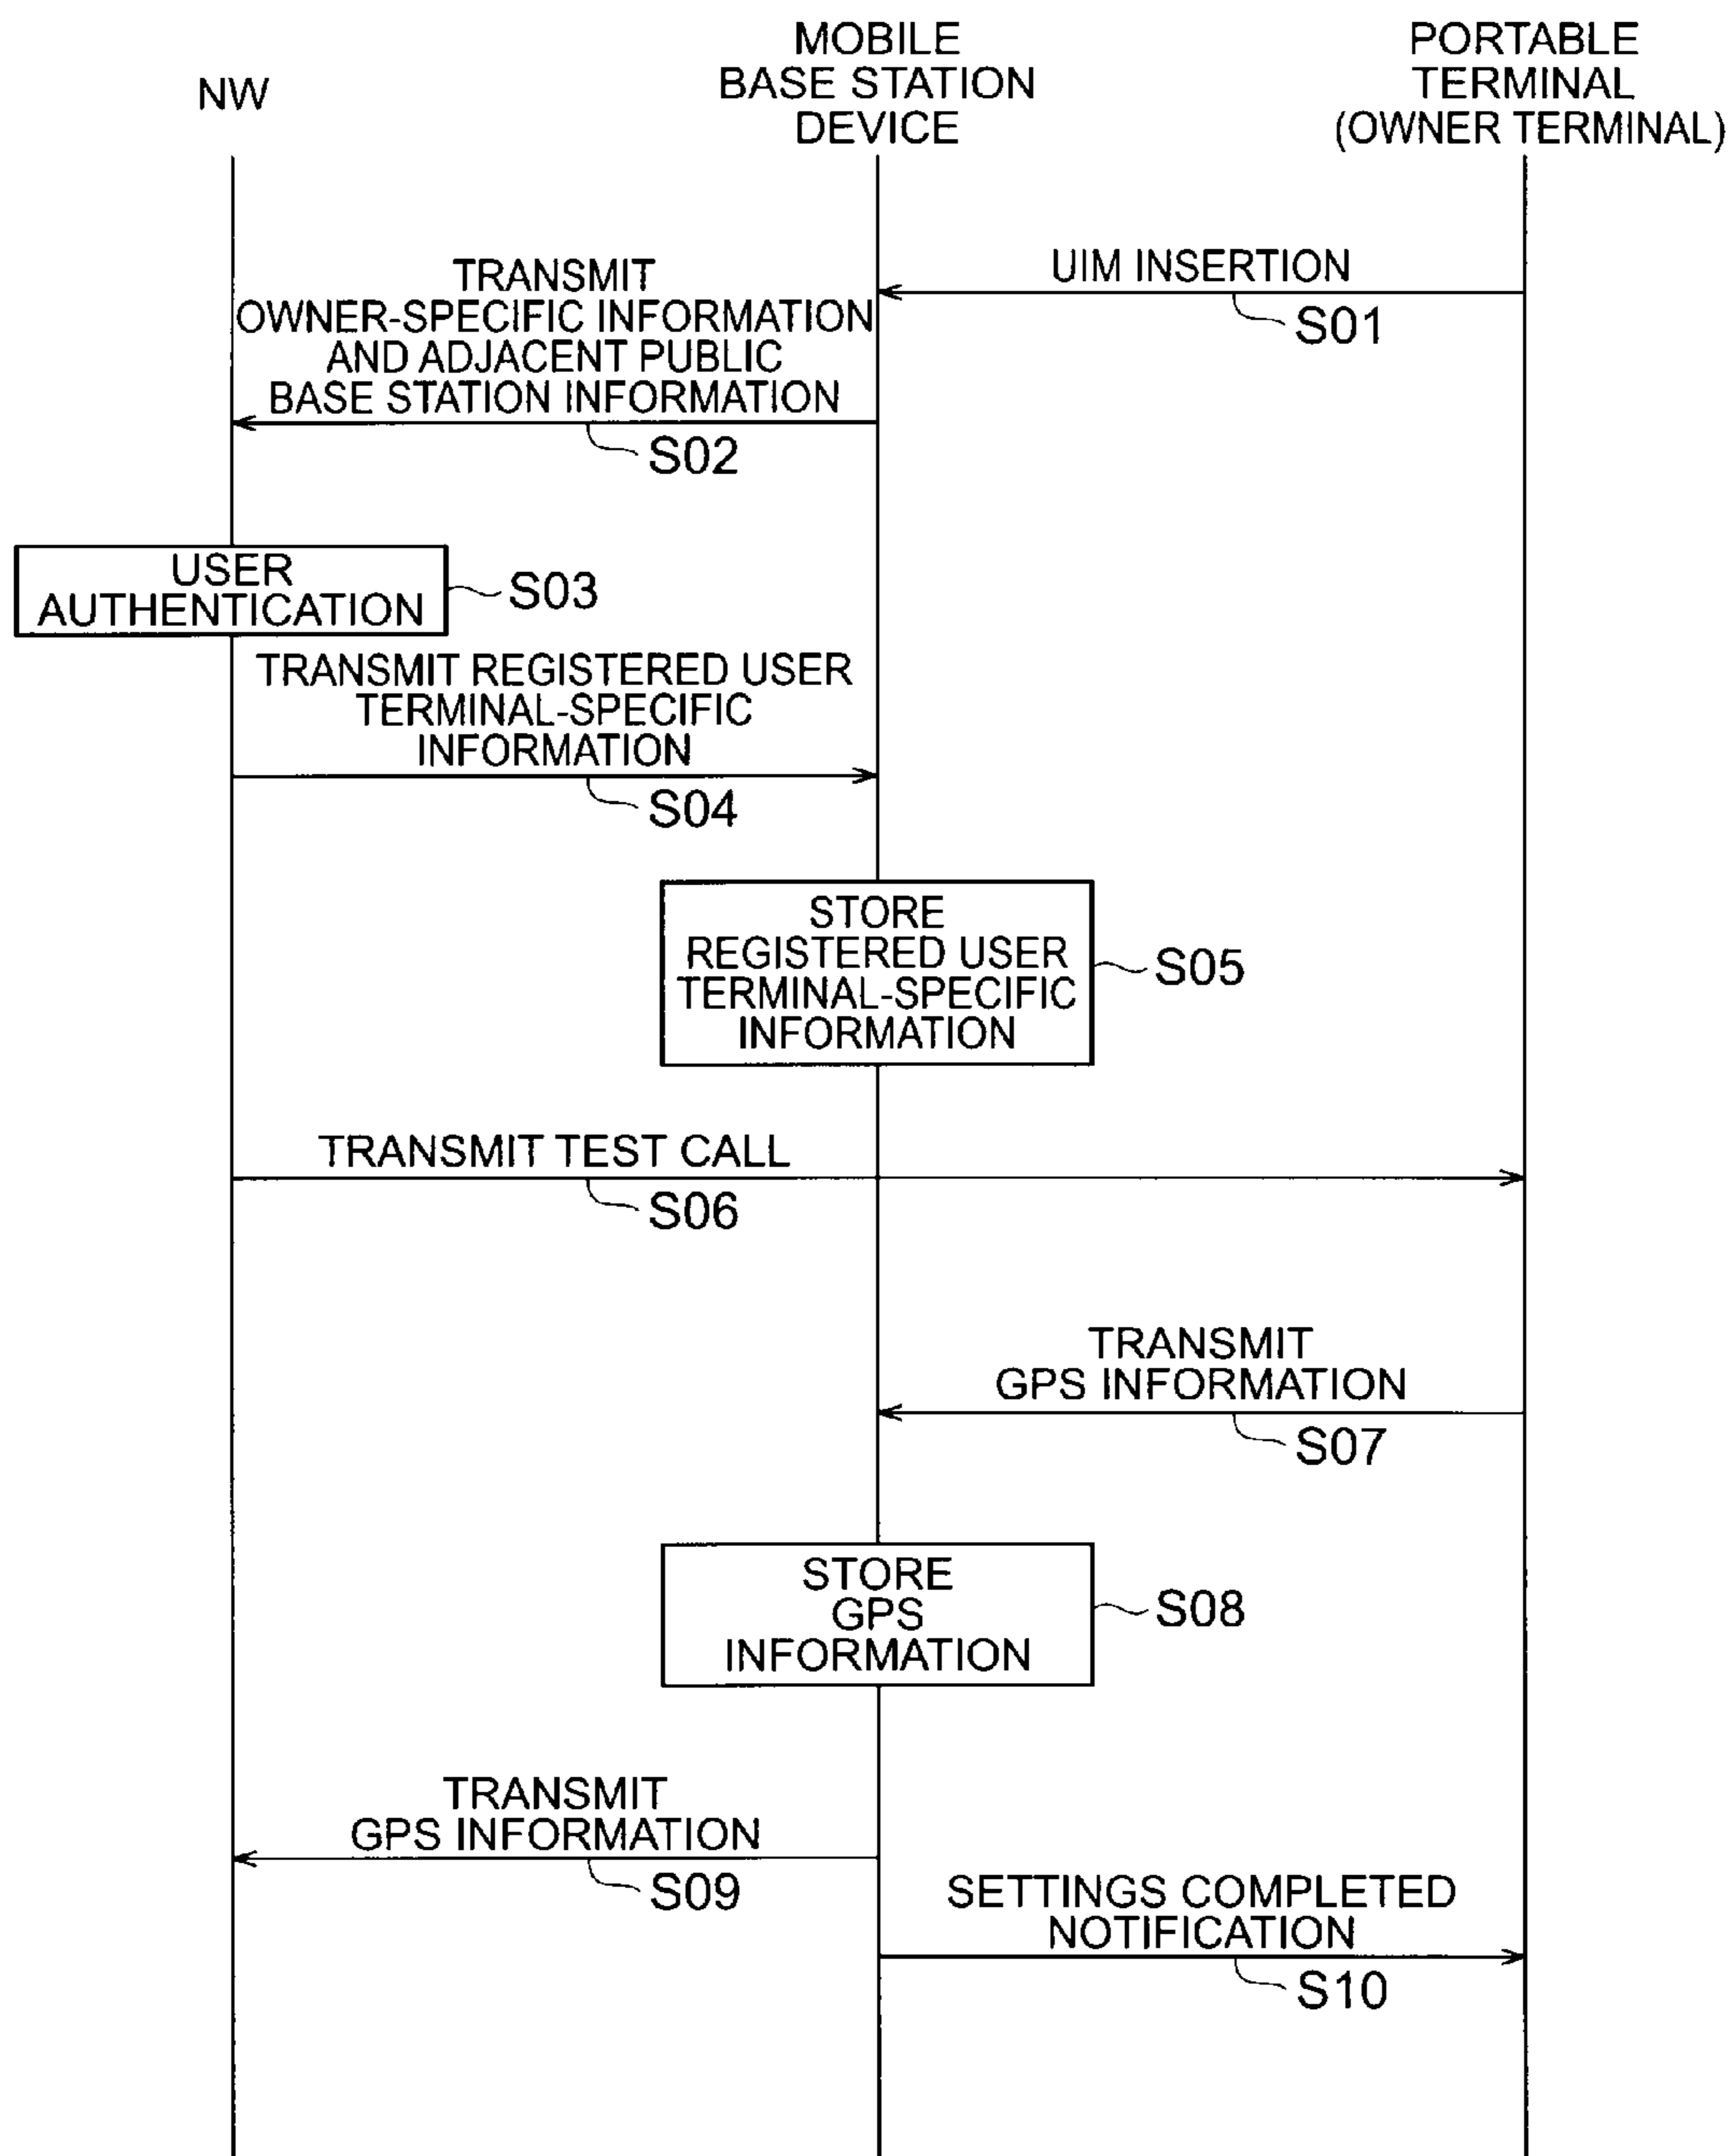 NW
MOBILE
BASE STATION
DEVICE
PORTABLE
TERMINAL
(OWNER TERMINAL)
UIM INSERTION
S01
TRANSMIT
OWNER-SPECIFIC INFORMATION
AND ADJACENT PUBLIC
BASE STATION INFORMATION
S02
USER
AUTHENTICATION
S03
TRANSMIT REGISTERED USER
TERMINAL-SPECIFIC
INFORMATION
S04
STORE
REGISTERED USER
TERMINAL-SPECIFIC
INFORMATION
S05
TRANSMIT TEST CALL
S06
TRANSMIT
GPS INFORMATION
S07
STORE
GPS
INFORMATION
S08
TRANSMIT
GPS INFORMATION
S09
SETTINGS COMPLETED
NOTIFICATION
S10